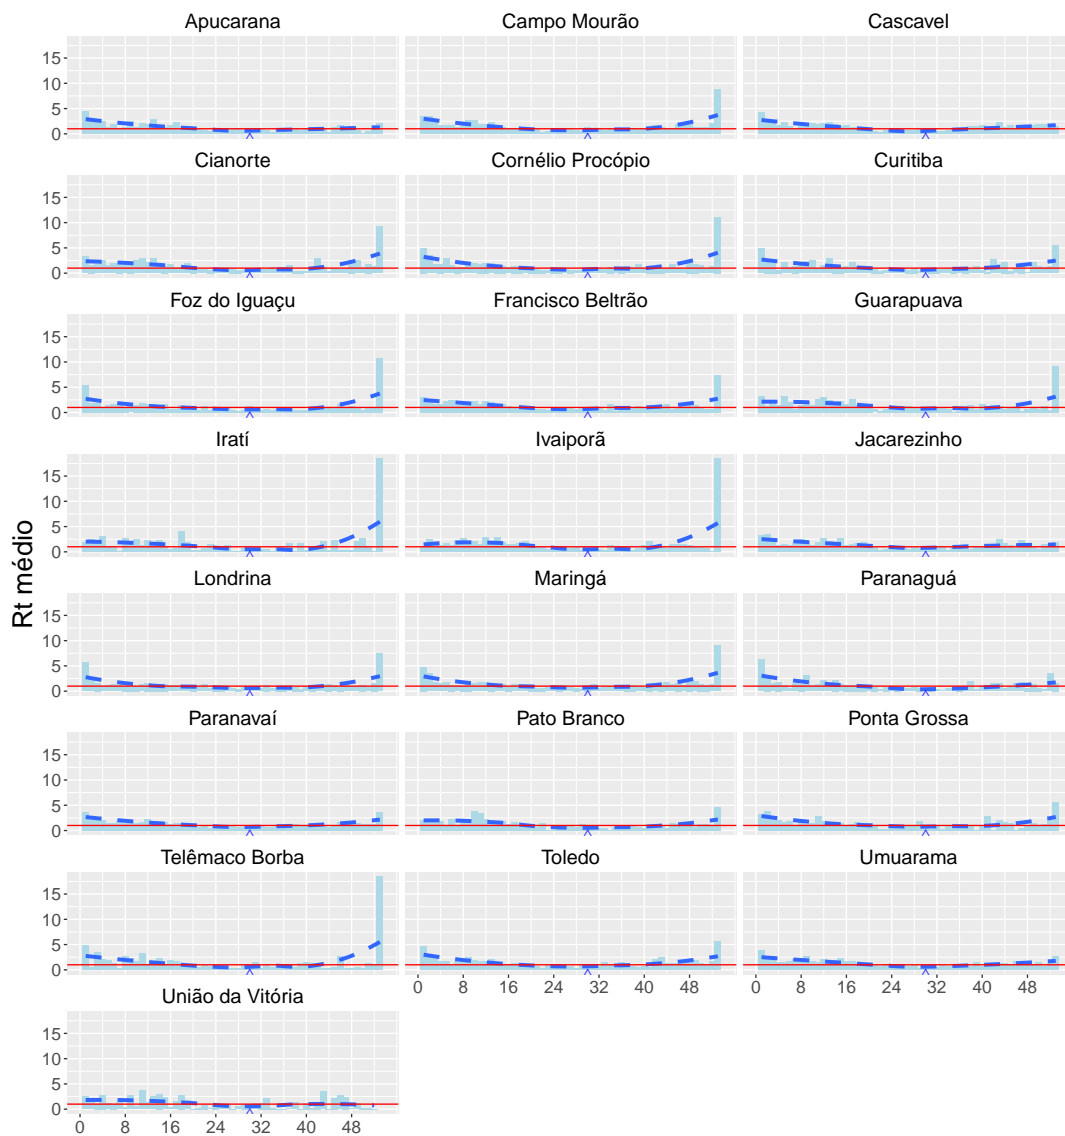 Apucarana Campo Mourão Cascavel
15
10
5
0
Cianorte Cornélio Procópio Curitiba
15
10
5
0
Foz do Iguaçu Francisco Beltrão Guarapuava
15
10
5
0
Iratí Ivaiporã Jacarezinho
15
10
5
0
Rt médio
Londrina Maringá Paranaguá
15
10
5
0
Paranavaí Pato Branco Ponta Grossa
15
10
5
0
Telêmaco Borba Toledo Umuarama
15
10
5
0
0 8 16 24 32 40 48 0 8 16 24 32 40 48
União da Vitória
15
10
5
0
0 8 16 24 32 40 48